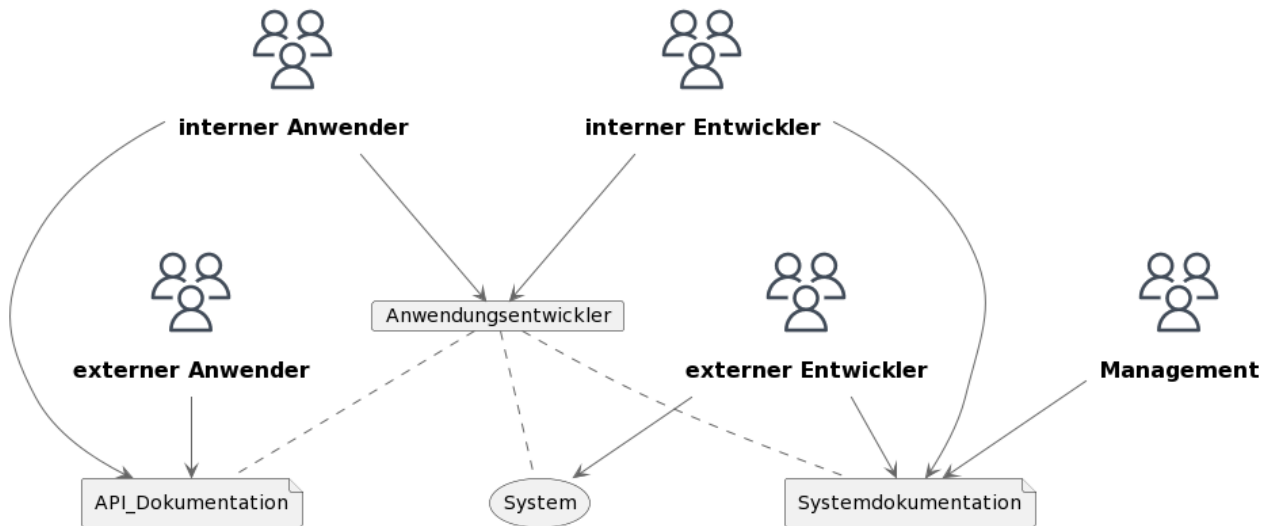 interner Anwender
interner Entwickler
Anwendungsentwickler
externer Anwender
externer Entwickler
Management
API_Dokumentation
System
Systemdokumentation